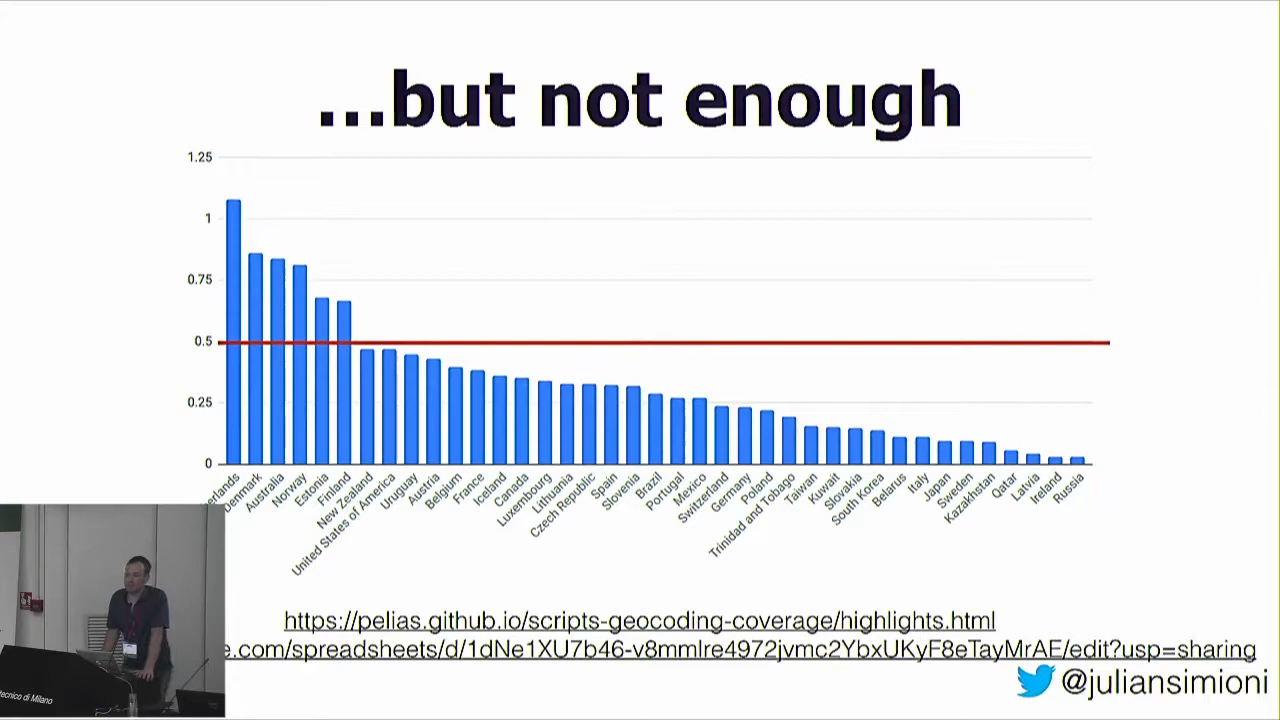 ...but not enough
1.25
1
0.75
0.5
0.25
0
erlands
Denmark
Australia
Norway
Estonia
Finland
New Zealand
United States of America
Uruguay
Austria
Belgium
France
Iceland
Canada
Luxembourg
Lithuania
Czech Republic
Spain
Slovenia
Brazil
Portugal
Mexico
Switzerland
Germany
Poland
Trinidad and Tobago
Taiwan
Kuwait
Slovakia
South Korea
Belarus
Italy
Japan
Sweden
Kazakhstan
Qatar
Latvia
Ireland
Russia
https://pelias.github.io/scripts-geocoding-coverage/highlights.html
e.com/spreadsheets/d/1dNe1XU7b46-v8mmlre4972jvmc2YbxUKyF8eTayMrAE/edit?usp=sharing
@juliansimioni
tecnico di Milano